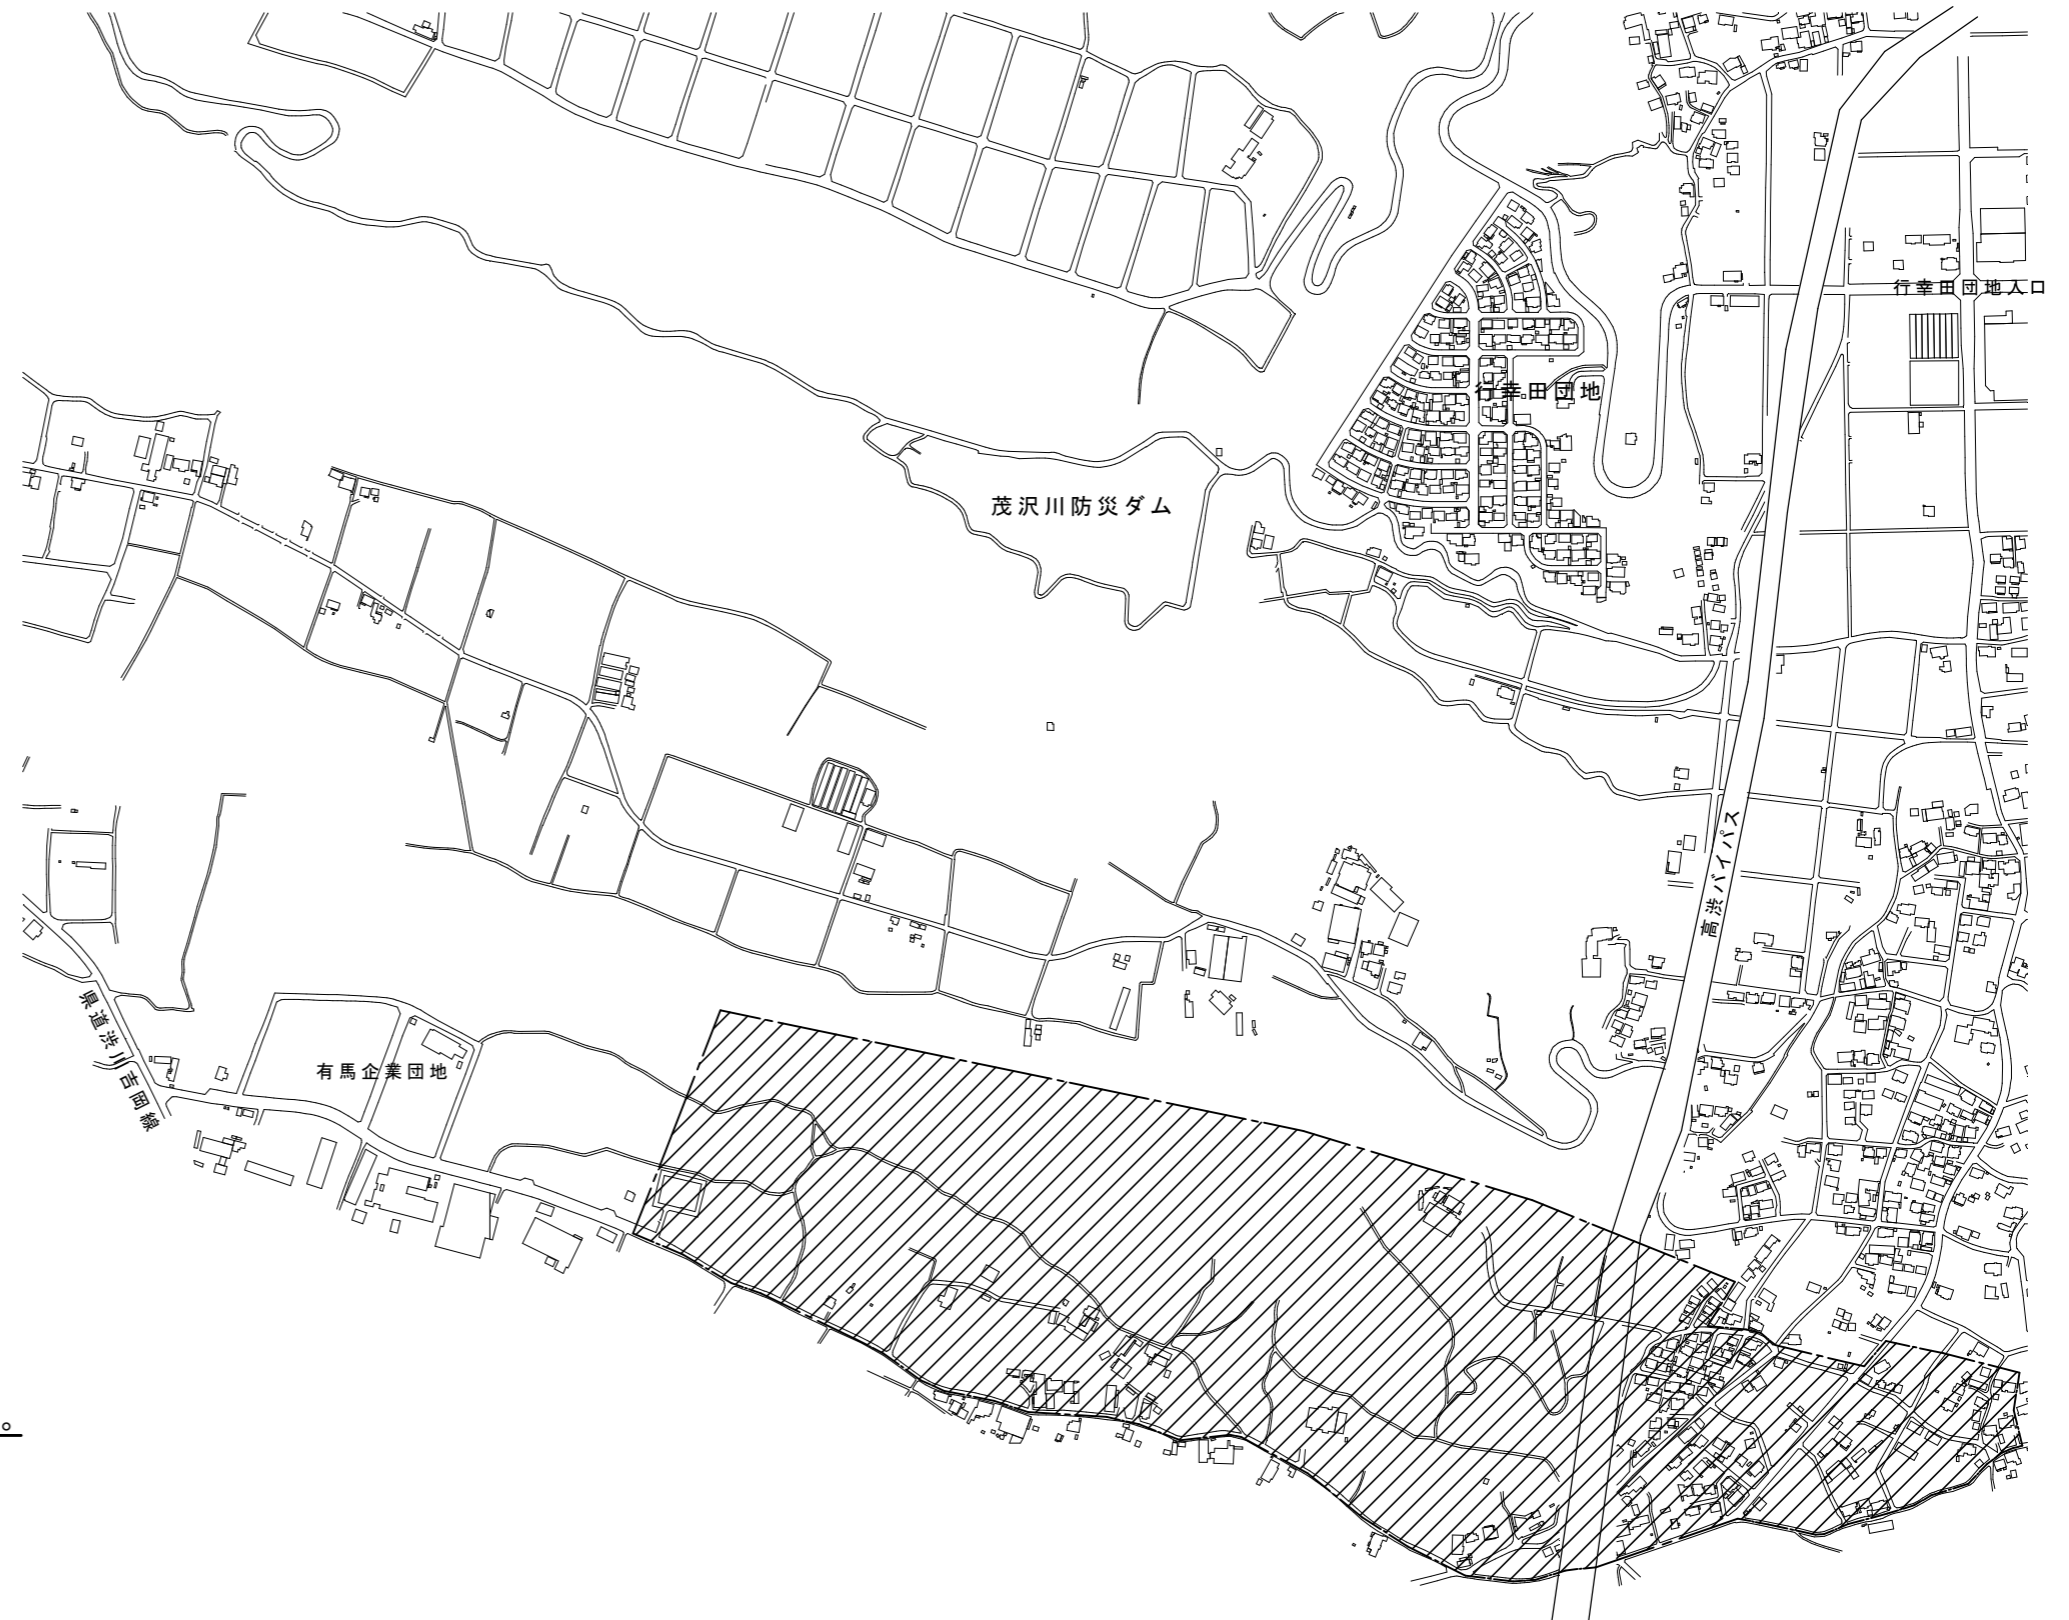 行幸田団地入口
行幸田団地
茂沢川防災ダム
高渋バイパス
県道渋川吉岡線
有馬企業団地
。